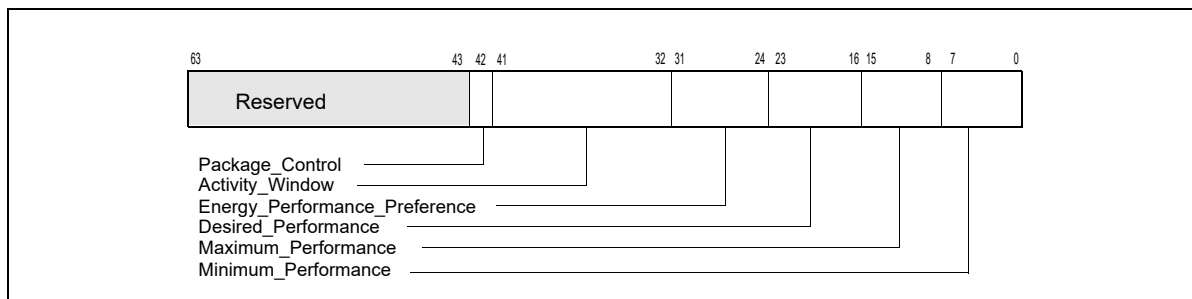 63 43 42 41 32 31 24 23 16 15 8 7 0
Reserved
Package_Control
Activity_Window
Energy_Performance_Preference
Desired_Performance
Maximum_Performance
Minimum_Performance